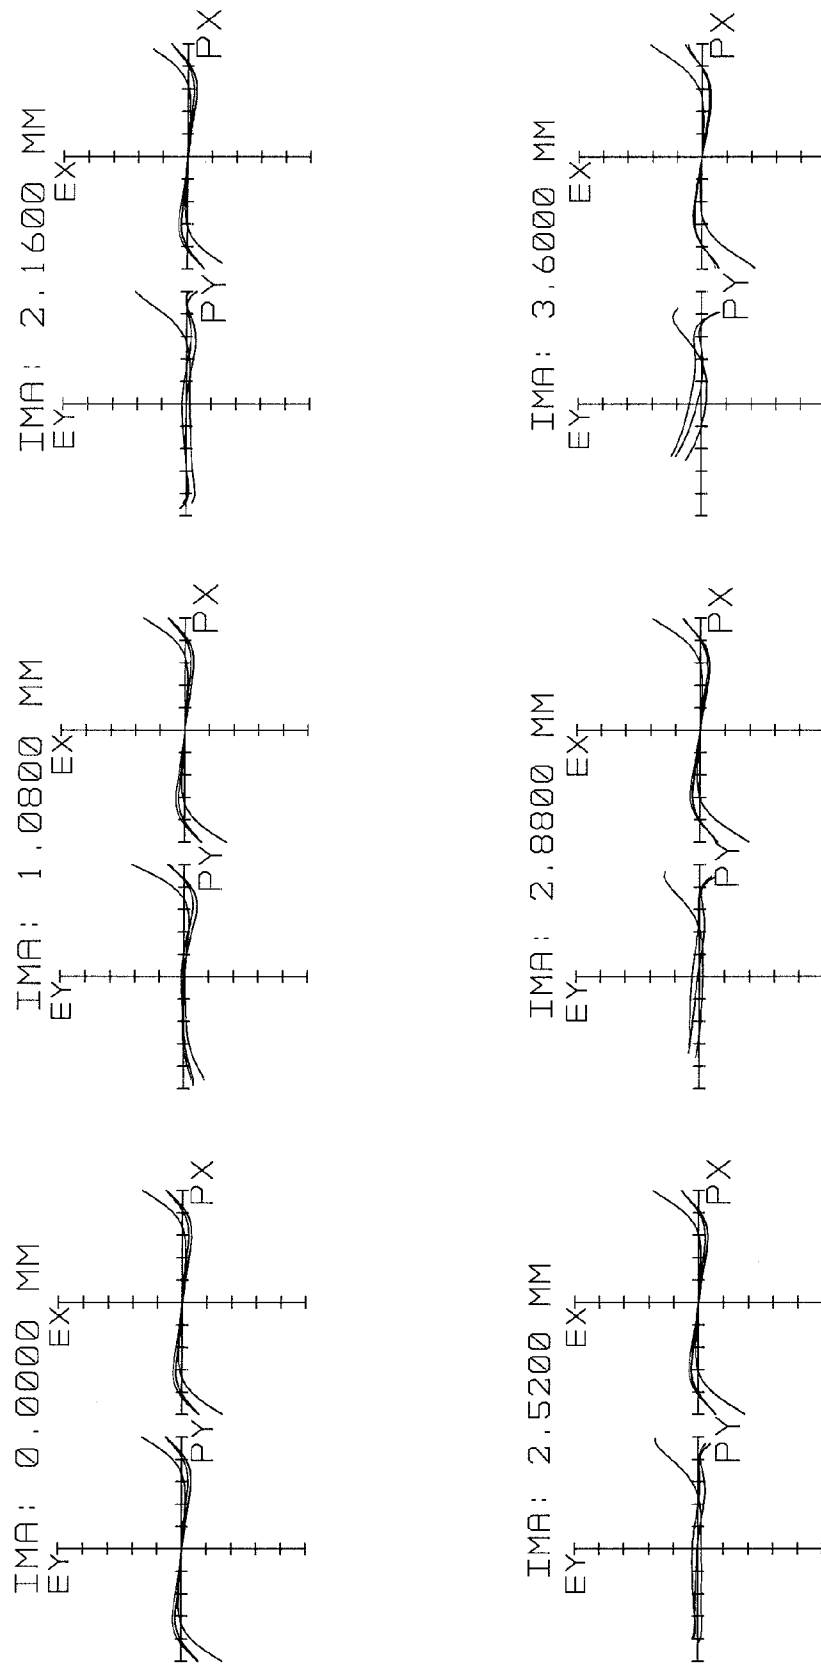 IMA: 0.0000 MM
EY
PY
EX
PX
IMA: 1.0800 MM
EY
PY
EX
PX
IMA: 2.1600 MM
EY
PY
EX
PX
IMA: 2.5200 MM
EY
PY
EX
PX
IMA: 2.8800 MM
EY
PY
EX
PX
IMA: 3.6000 MM
EY
PY
EX
PX